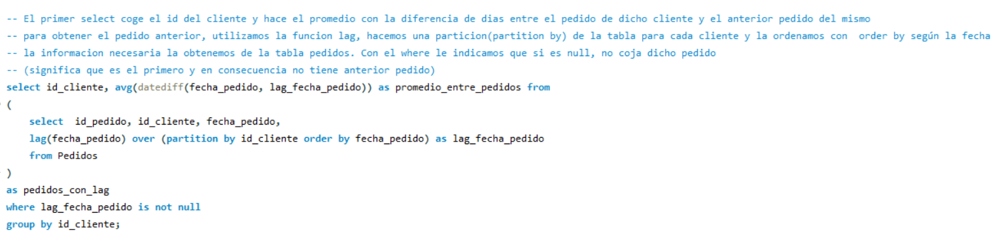 -- El primer select coge el id del cliente y hace el promedio con la diferencia de dias entre el pedido de dicho cliente y el anterior pedido del mismo
-- para obtener el pedido anterior, utilizamos la funcion lag, hacemos una particion(partition by) de la tabla para cada cliente y la ordenamos con  order by según la fecha
-- la informacion necesaria la obtenemos de la tabla pedidos. Con el where le indicamos que si es null, no coja dicho pedido
-- (significa que es el primero y en consecuencia no tiene anterior pedido)
select id_cliente, avg(datediff(fecha_pedido, lag_fecha_pedido)) as promedio_entre_pedidos from
(
    select  id_pedido, id_cliente, fecha_pedido,
    lag(fecha_pedido) over (partition by id_cliente order by fecha_pedido) as lag_fecha_pedido
    from Pedidos
)
as pedidos_con_lag
where lag_fecha_pedido is not null
group by id_cliente;